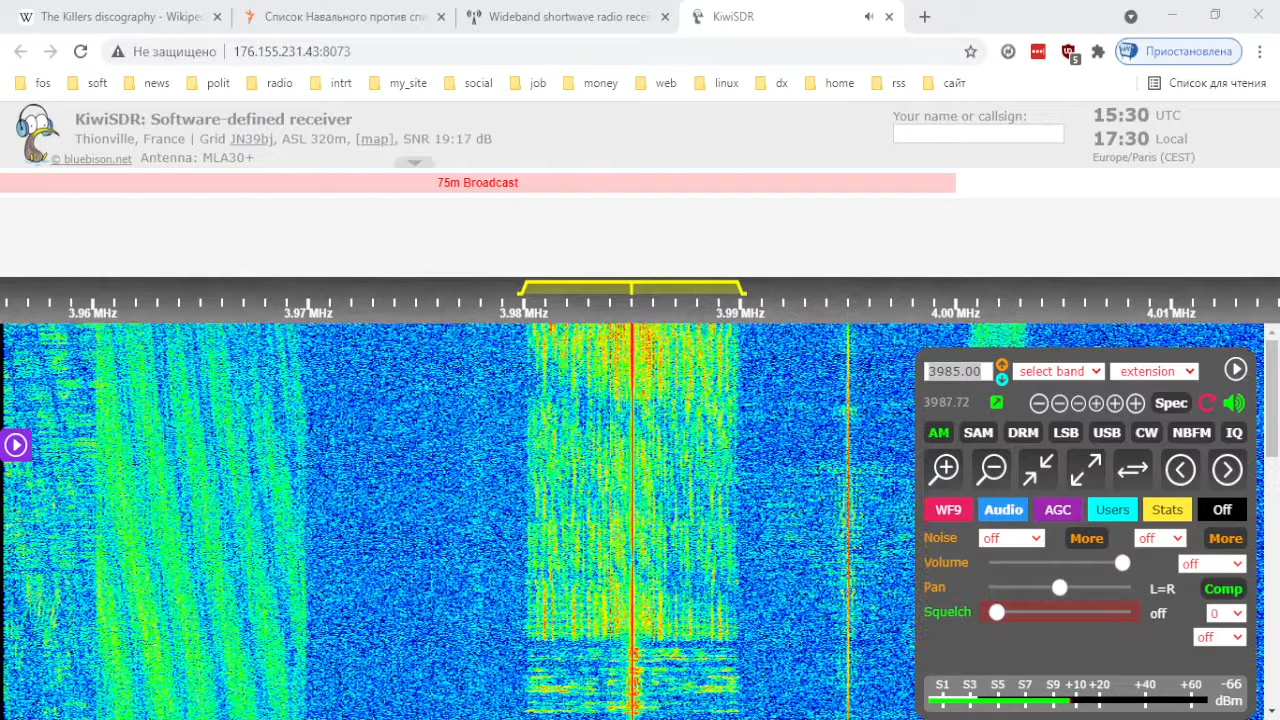 The Killers discography - Wikipe
Список Навального против спи
Wideband shortwave radio recei
KiwiSDR
Не защищено
176.155.231.43:8073
5
Приостановлена
fos
soft
news
polit
radio
intrt
my_site
social
job
money
web
linux
dx
home
rss
сайт
Список для чтения
KiwiSDR: Software-defined receiver
Thionville, France | Grid JN39bj, ASL 320m, [map], SNR 19:17 dB
© bluebison.net
Antenna: MLA30+
Your name or callsign:
15:30 UTC
17:30 Local
Europe/Paris (CEST)
75m Broadcast
3.96 MHz
3.97 MHz
3.98 MHz
3.99 MHz
4.00 MHz
4.01 MHz
3985.00
select band
extension
3987.72
Spec
AM
SAM
DRM
LSB
USB
CW
NBFM
IQ
WF9
Audio
AGC
Users
Stats
Off
Noise
off
More
off
More
Volume
off
Pan
L=R
Comp
Squelch
off
0
off
S1
S3
S5
S7
S9
+10
+20
+40
+60
-66
dBm